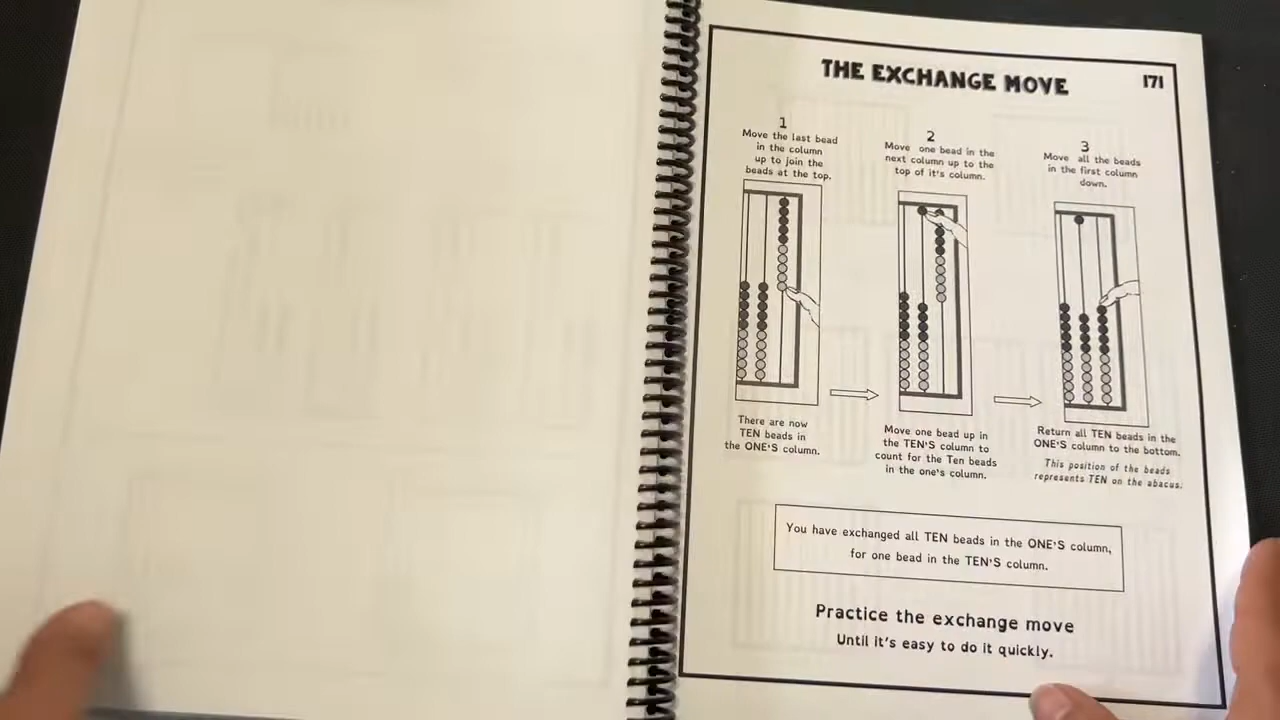 THE EXCHANGE MOVE
171
1
Move the last bead
in the column
up to join the
beads at the top.
2
Move one bead in the
next column up to the
top of it's column.
3
Move all the beads
in the first column
down.
There are now
TEN beads in
the ONE'S column.
Move one bead up in
the TEN'S column to
count for the Ten beads
in the one's column.
Return all TEN beads in the
ONE'S column to the bottom.
This position of the beads
represents TEN on the abacus.
You have exchanged all TEN beads in the ONE'S column,
for one bead in the TEN'S column.
Practice the exchange move
Until it's easy to do it quickly.